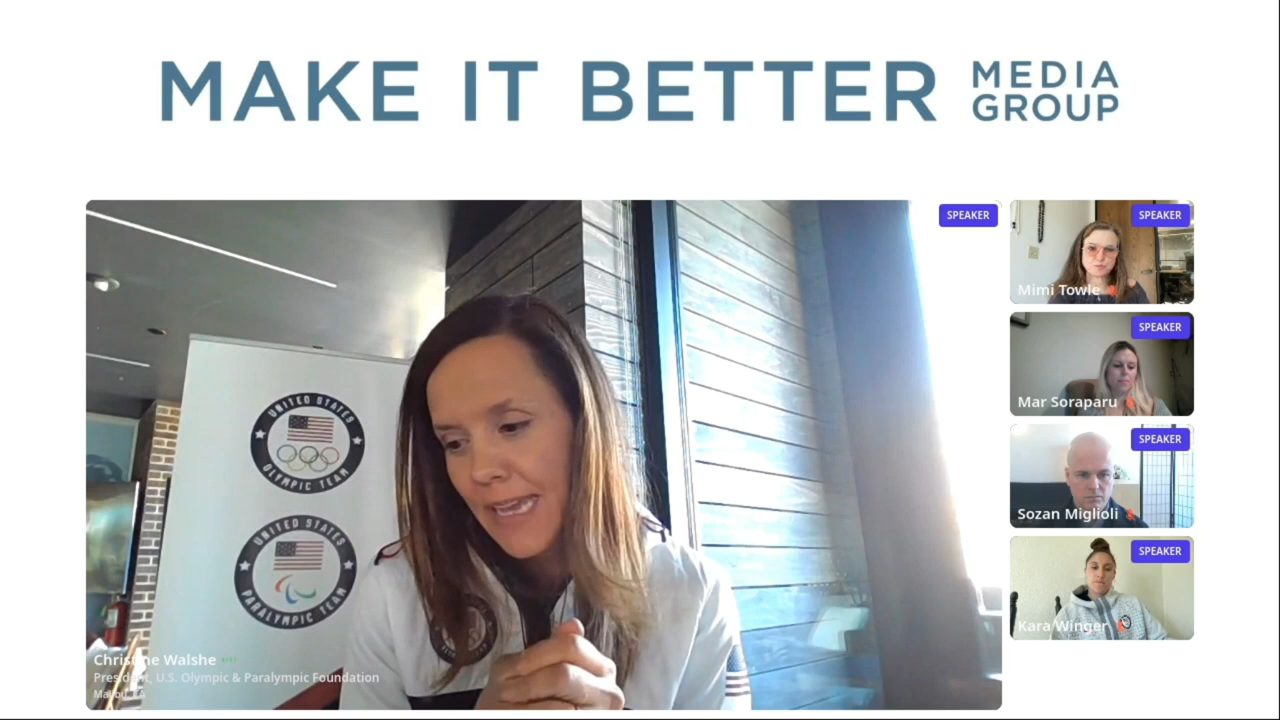 MAKE IT BETTER MEDIA GROUP
SPEAKER
SPEAKER
Mimi Towle
SPEAKER
Mar Soraparu
SPEAKER
Sozan Miglioli
SPEAKER
Kara Winger
UNITED STATES
OLYMPIC TEAM
UNITED STATES
PARALYMPIC TEAM
Christine Walshe
President, U.S. Olympic & Paralympic Foundation